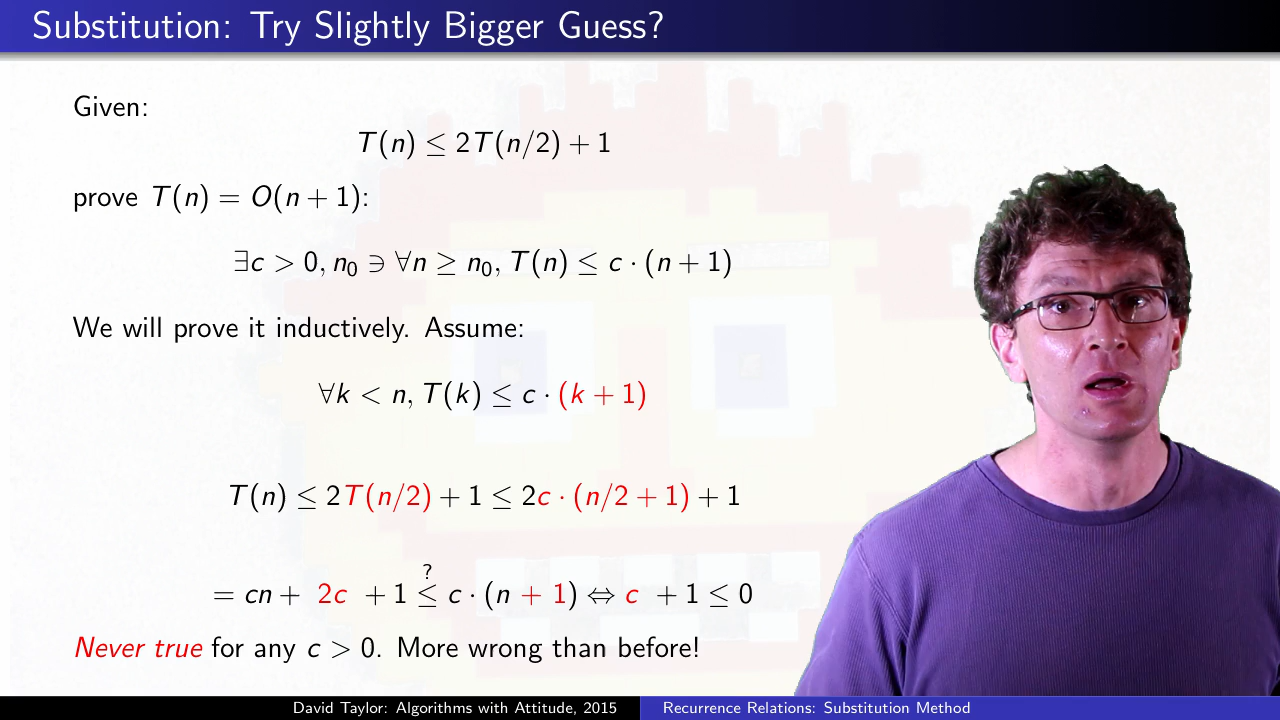 Substitution: Try Slightly Bigger Guess?
Given:
T(n) ≤ 2T(n/2) + 1
prove T(n) = O(n + 1):
∃c > 0, n₀ ∋ ∀n ≥ n₀, T(n) ≤ c · (n + 1)
We will prove it inductively. Assume:
∀k < n, T(k) ≤ c · (k + 1)
T(n) ≤ 2T(n/2) + 1 ≤ 2c · (n/2 + 1) + 1
?
= cn + 2c + 1 ≤ c · (n + 1) ⇔ c + 1 ≤ 0
Never true for any c > 0. More wrong than before!
David Taylor: Algorithms with Attitude, 2015
Recurrence Relations: Substitution Method